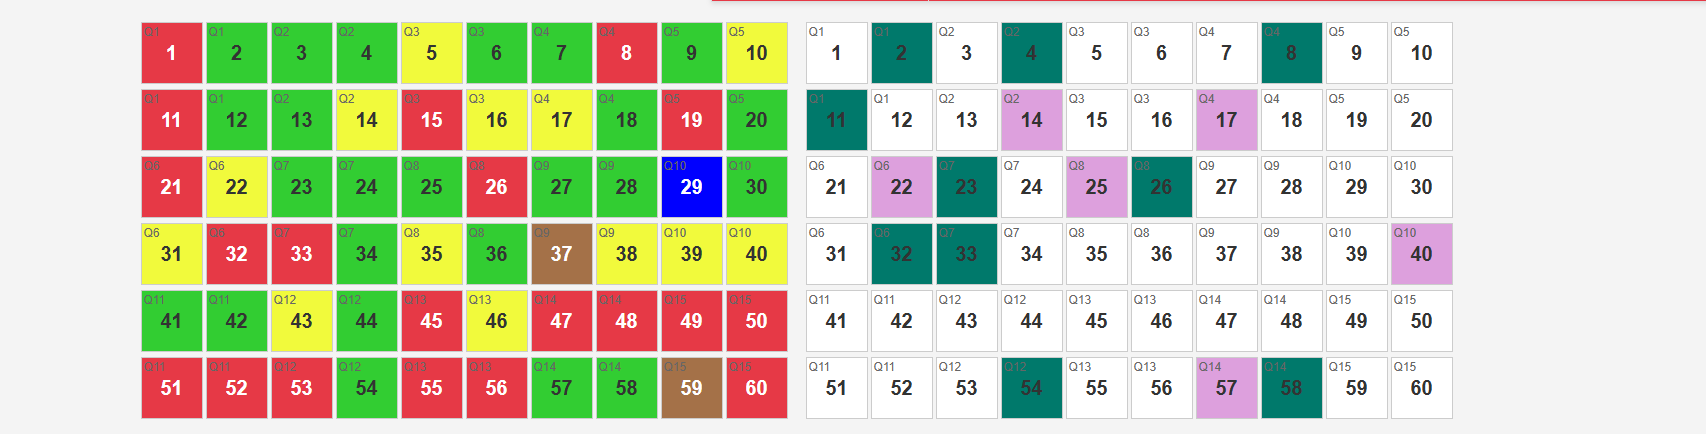 Q1 Q1 Q2 Q2 Q3 Q3 Q4 Q4 Q5 Q5 Q1 Q1 Q2 Q2 Q3 Q3 Q4 Q4 Q5 Q5
1 2 3 4 5 6 7 8 9 10 1 2 3 4 5 6 7 8 9 10
Q1 Q1 Q2 Q2 Q3 Q3 Q4 Q4 Q5 Q5 Q1 Q1 Q2 Q2 Q3 Q3 Q4 Q4 Q5 Q5
11 12 13 14 15 16 17 18 19 20 11 12 13 14 15 16 17 18 19 20
Q6 Q6 Q7 Q7 Q8 Q8 Q9 Q9 Q10 Q10 Q6 Q6 Q7 Q7 Q8 Q8 Q9 Q9 Q10 Q10
21 22 23 24 25 26 27 28 29 30 21 22 23 24 25 26 27 28 29 30
Q6 Q6 Q7 Q7 Q8 Q8 Q9 Q9 Q10 Q10 Q6 Q6 Q7 Q7 Q8 Q8 Q9 Q9 Q10 Q10
31 32 33 34 35 36 37 38 39 40 31 32 33 34 35 36 37 38 39 40
Q11 Q11 Q12 Q12 Q13 Q13 Q14 Q14 Q15 Q15 Q11 Q11 Q12 Q12 Q13 Q13 Q14 Q14 Q15 Q15
41 42 43 44 45 46 47 48 49 50 41 42 43 44 45 46 47 48 49 50
Q11 Q11 Q12 Q12 Q13 Q13 Q14 Q14 Q15 Q15 Q11 Q11 Q12 Q12 Q13 Q13 Q14 Q14 Q15 Q15
51 52 53 54 55 56 57 58 59 60 51 52 53 54 55 56 57 58 59 60